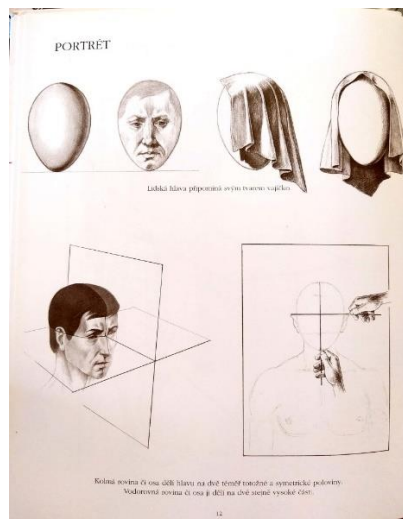 PORTRÉT
Lidská hlava připomíná svým tvarem vajíčko.
Kolmá rovina či osa dělí hlavu na dvě téměř totožné a symetrické poloviny.
Vodorovná rovina či osa ji dělí na dvě stejně vysoké části.
12